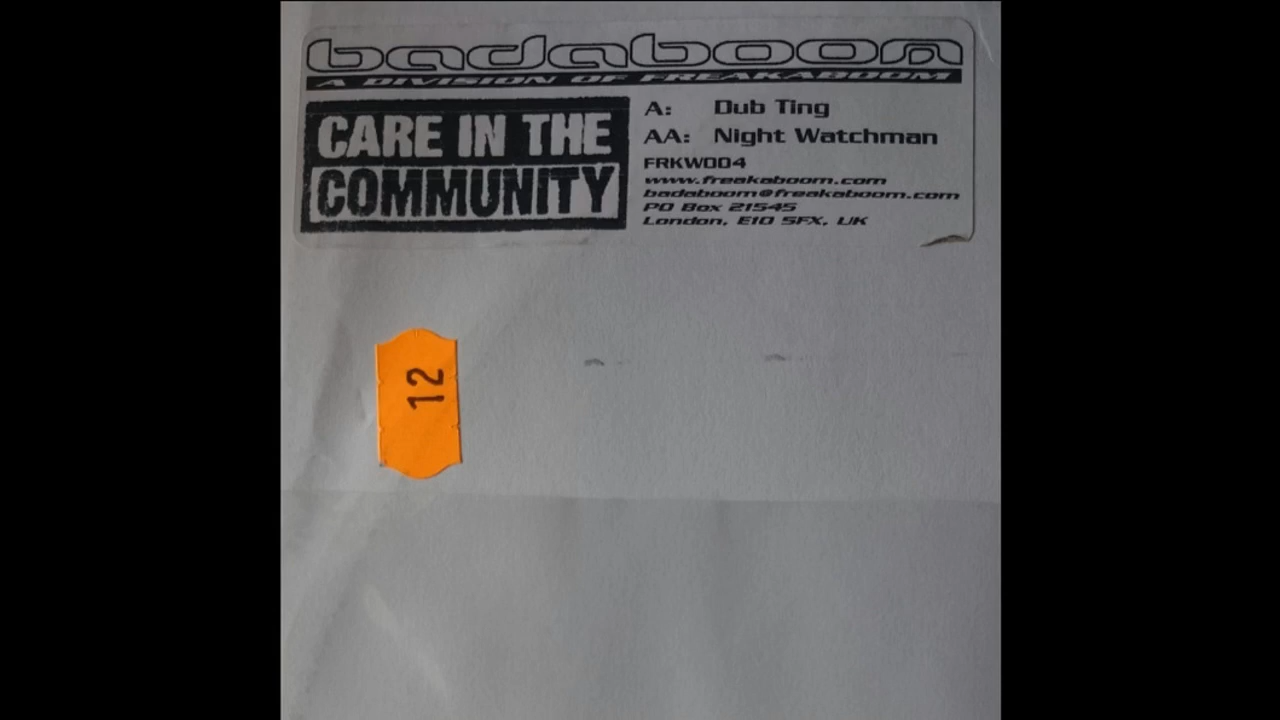 badaboom
A DIVISION OF FREAKABOOM
CARE IN THE
COMMUNITY
A: Dub Ting
AA: Night Watchman
FRKW004
www.freakaboom.com
badaboom@freakaboom.com
PO Box 21545
London, E10 5FX, UK
12